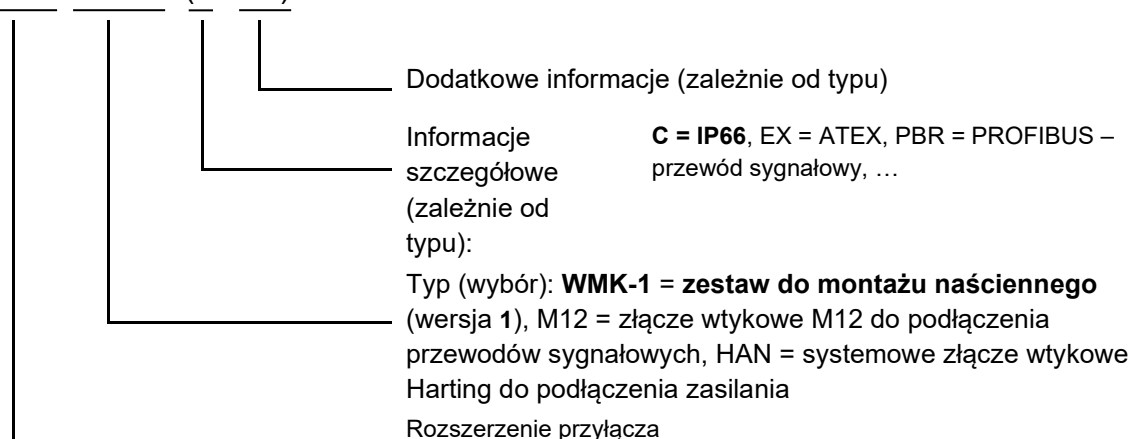 Dodatkowe informacje (zależnie od typu)
Informacje
szczegółowe
(zależnie od
typu):
C = IP66, EX = ATEX, PBR = PROFIBUS –
przewód sygnałowy, …
Typ (wybór): WMK-1 = zestaw do montażu naściennego
(wersja 1), M12 = złącze wtykowe M12 do podłączenia
przewodów sygnałowych, HAN = systemowe złącze wtykowe
Harting do podłączenia zasilania
Rozszerzenie przyłącza